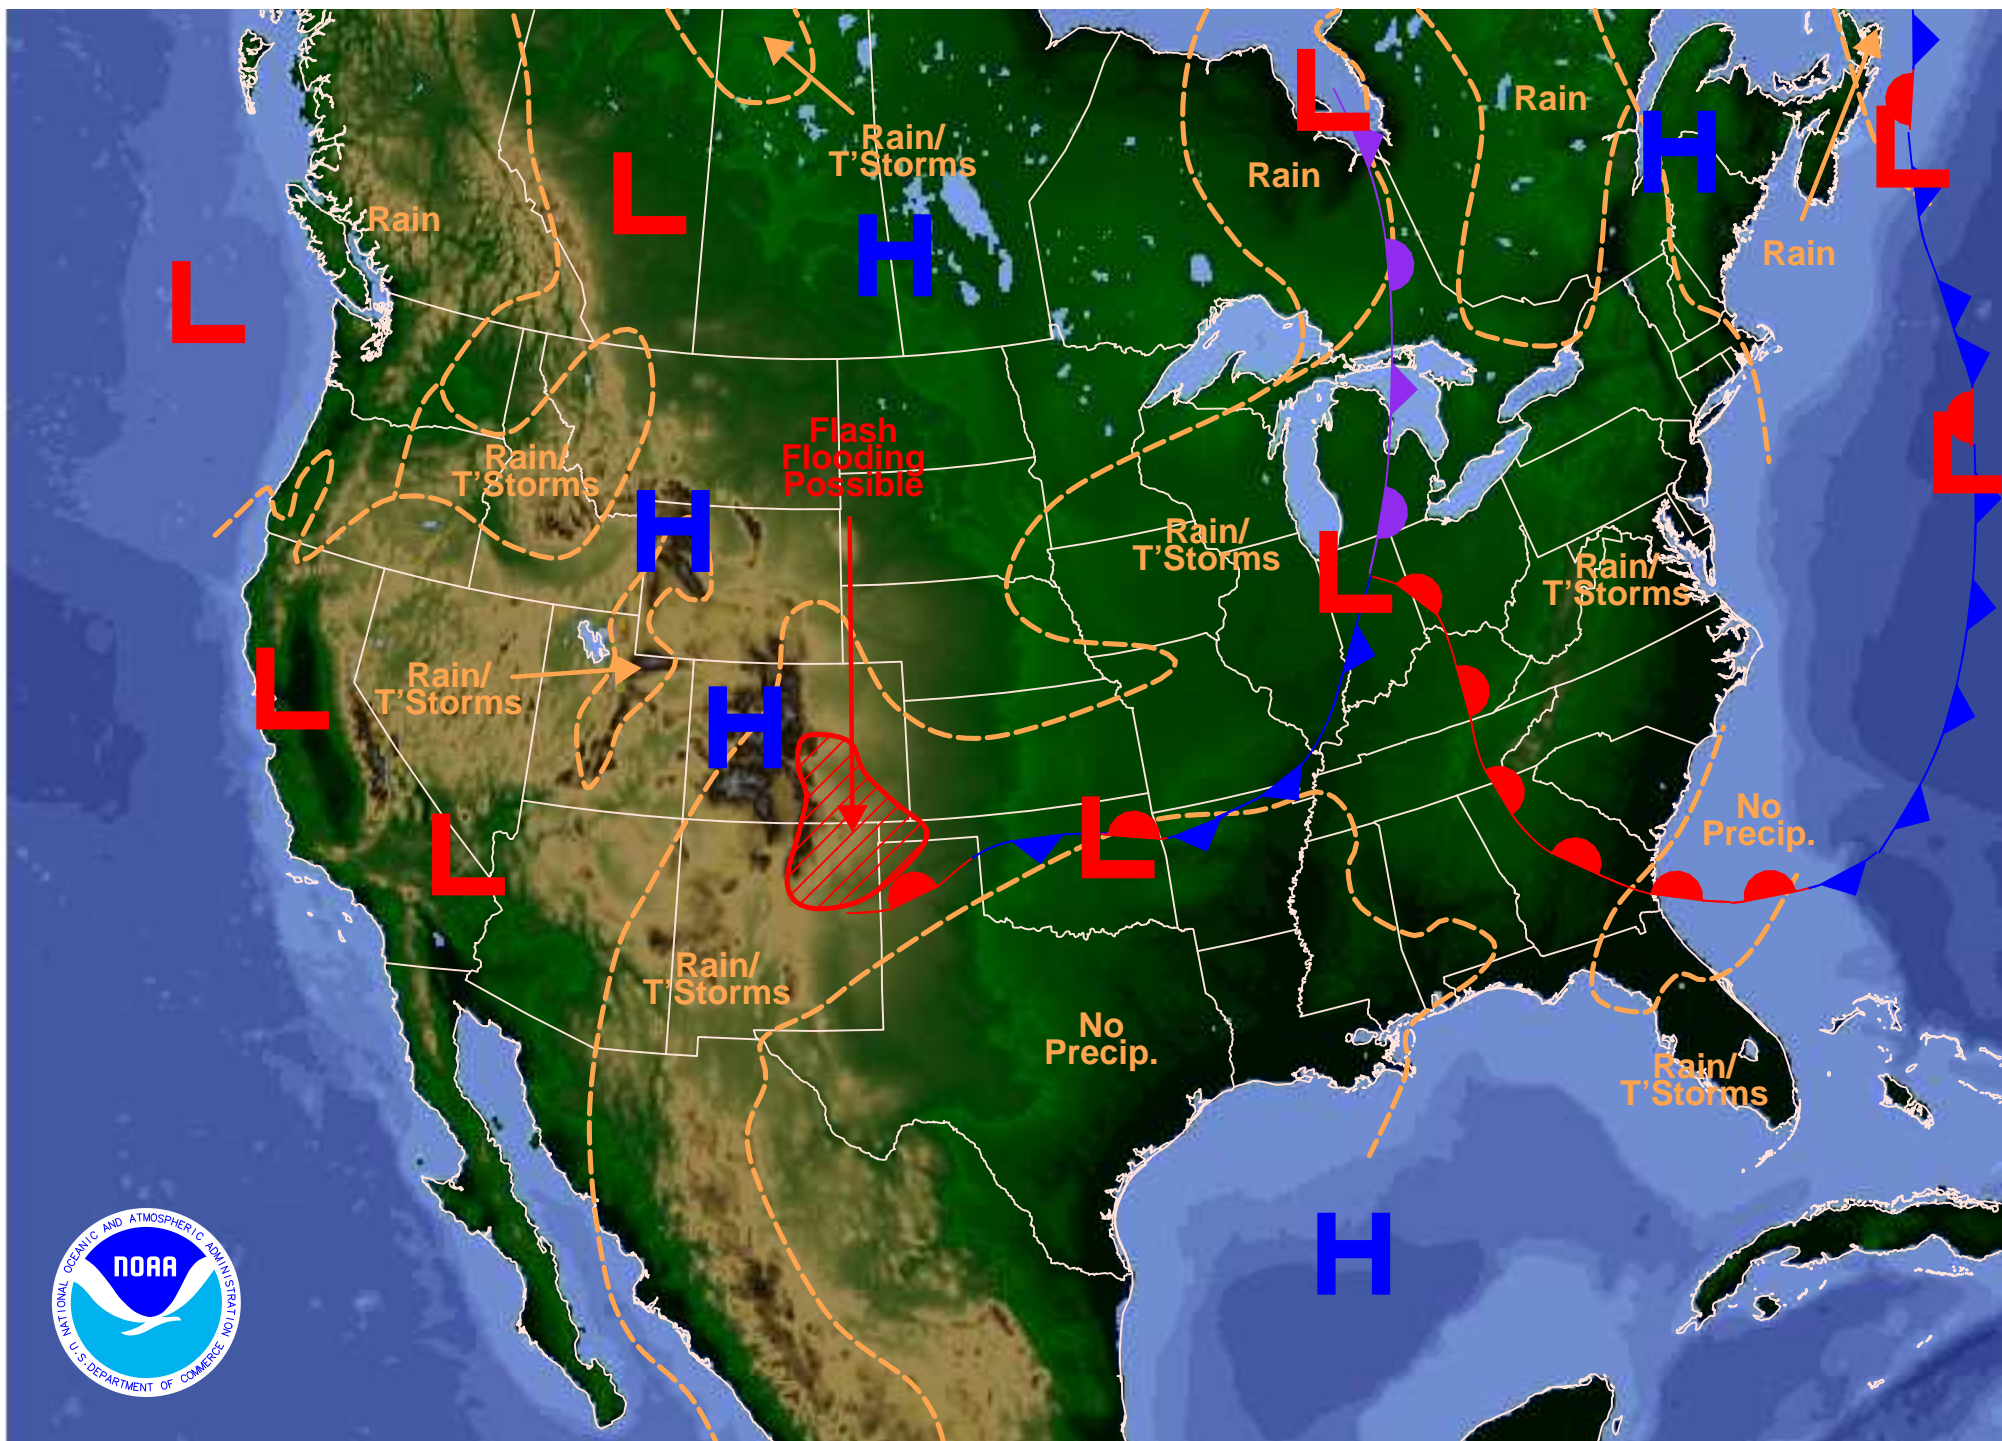 L
Rain
Rain/
T'Storms
H
Rain
L
Rain
H
L
Rain
L
Rain
L
Flash
Flooding
Possible
Rain/
T'Storms
H
Rain/
T'Storms
L
Rain/
T'Storms
L
Rain/
T'Storms
H
L
L
L
No
Precip.
Rain/
T'Storms
No
Precip.
Rain/
T'Storms
H
NATIONAL OCEANIC AND ATMOSPHERIC ADMINISTRATION
NOAA
U.S. DEPARTMENT OF COMMERCE